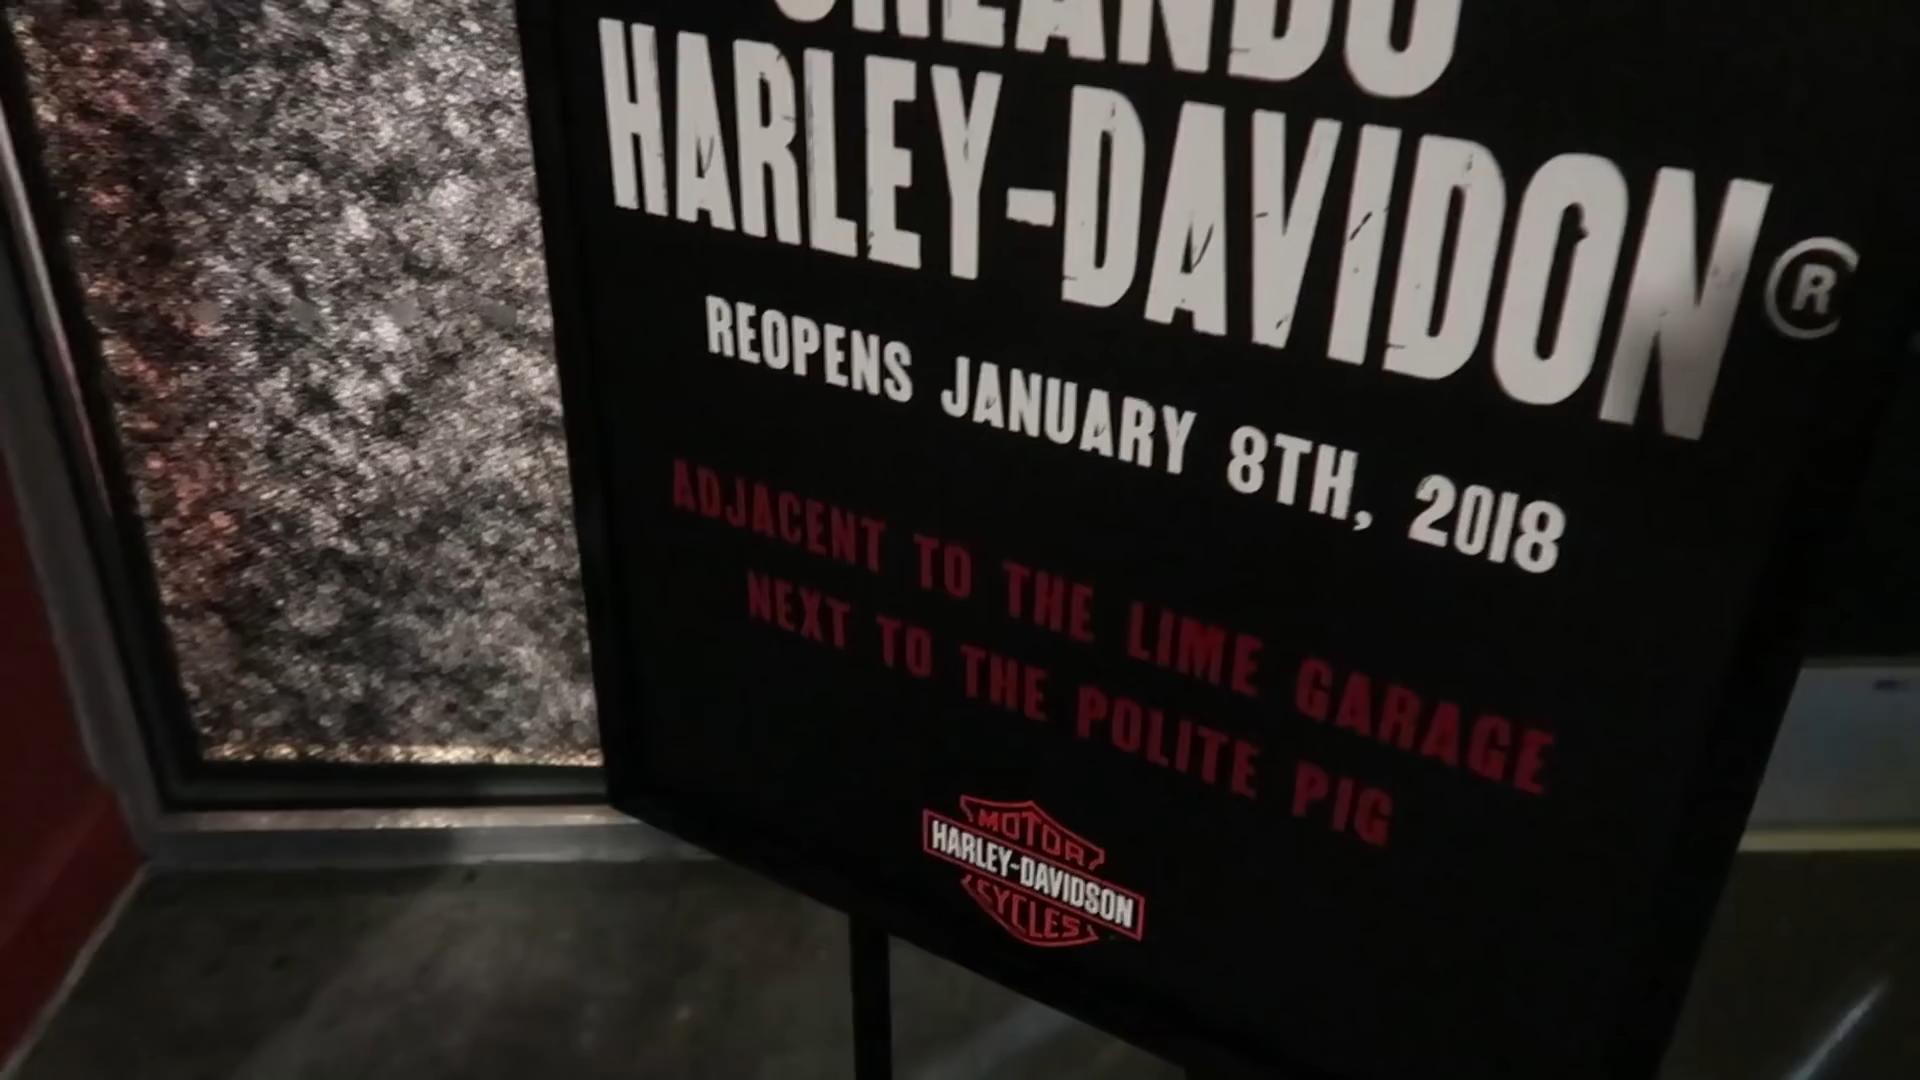 ORLANDO
HARLEY-DAVIDON®
REOPENS JANUARY 8TH, 2018
ADJACENT TO THE LIME GARAGE
NEXT TO THE POLITE PIG
MOTOR
HARLEY-DAVIDSON
CYCLES